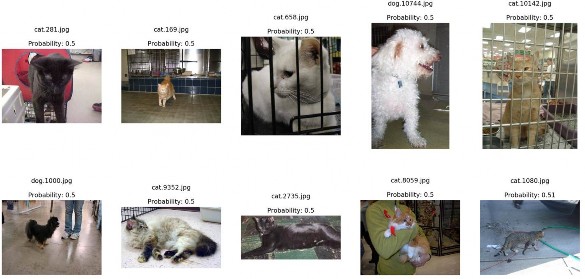 cat.281.jpg
Probability: 0.5
cat.169.jpg
Probability: 0.5
cat.658.jpg
Probability: 0.5
dog.10744.jpg
Probability: 0.5
cat.10142.jpg
Probability: 0.5
dog.1000.jpg
Probability: 0.5
cat.9352.jpg
Probability: 0.5
cat.2735.jpg
Probability: 0.5
cat.8059.jpg
Probability: 0.5
cat.1080.jpg
Probability: 0.51